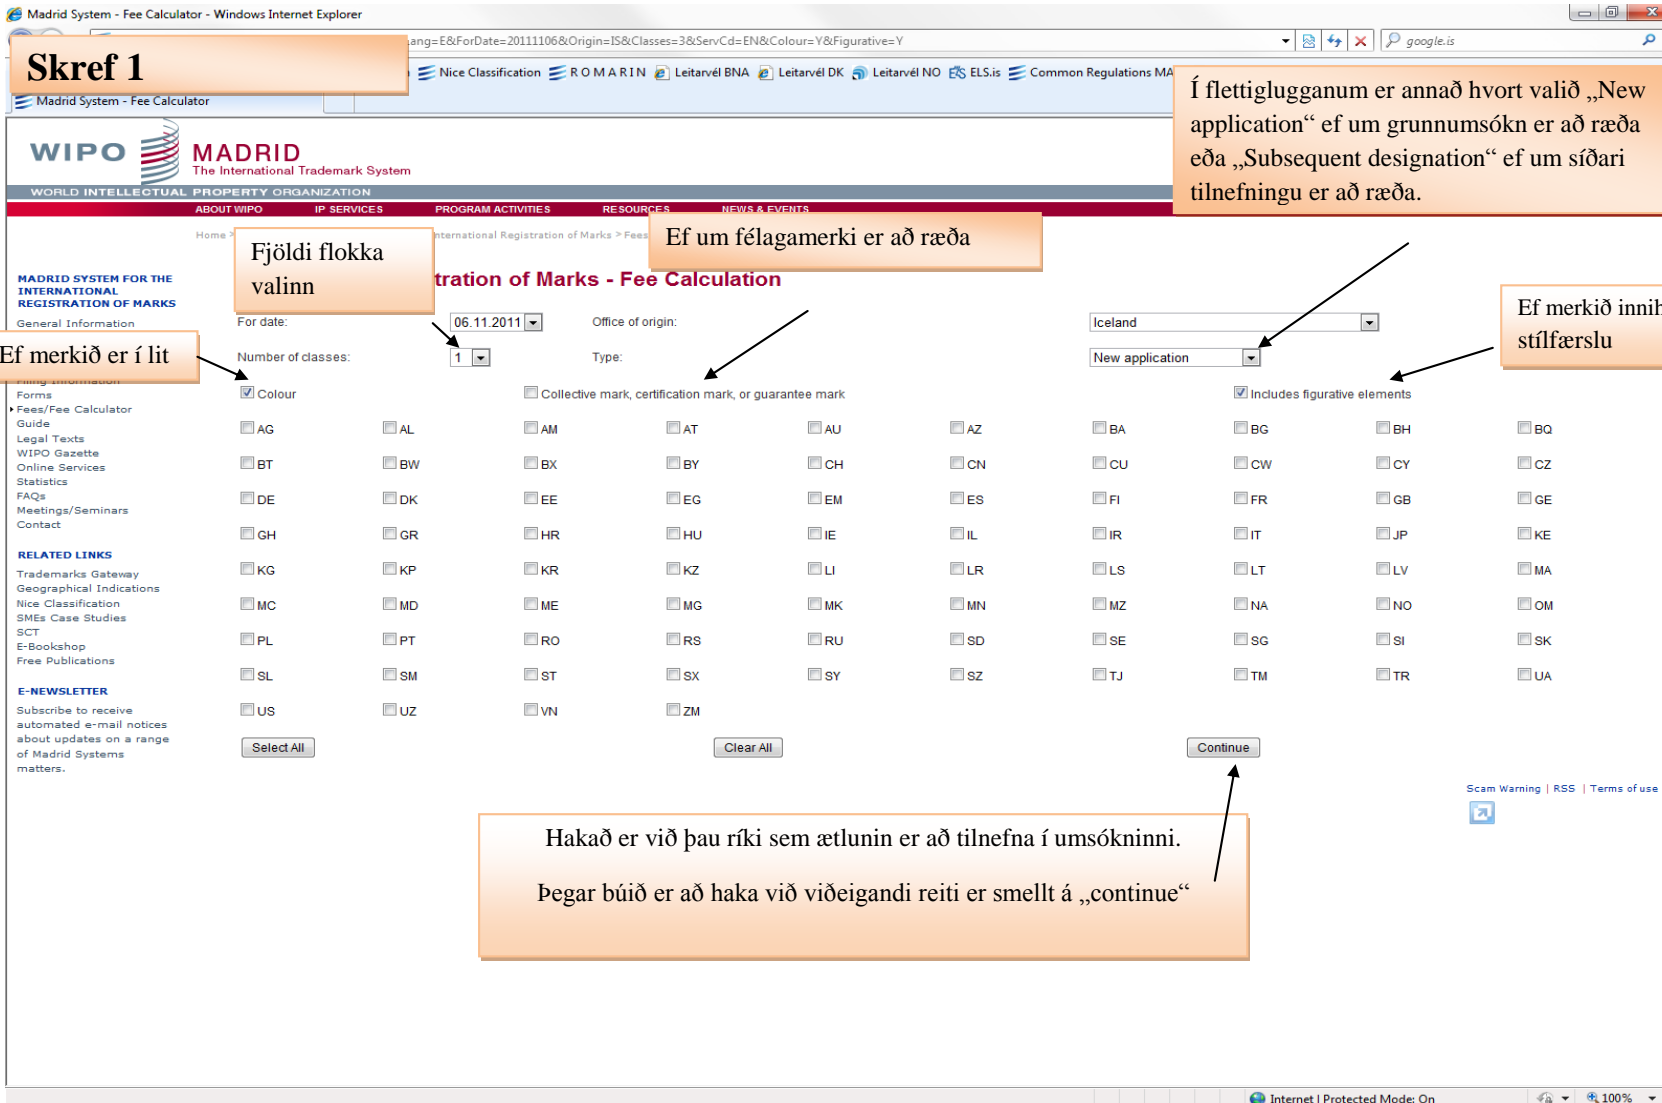 Madrid System - Fee Calculator - Windows Internet Explorer
Skref 1
ang=E&ForDate=20111106&Origin=IS&Classes=3&ServCd=EN&Colour=Y&Figurative=Y
google.is
Nice Classification R O M A R I N Leitarvél BNA Leitarvél DK Leitarvél NO ELS.is Common Regulations MA
Madrid System - Fee Calculator
Í flettiglugganum er annað hvort valið „New
application“ ef um grunnumsókn er að ræða
eða „Subsequent designation“ ef um síðari
tilnefningu er að ræða.
WIPO MADRID
The International Trademark System
WORLD INTELLECTUAL PROPERTY ORGANIZATION
ABOUT WIPO IP SERVICES PROGRAM ACTIVITIES RESOURCES NEWS & EVENTS
Home > nternational Registration of Marks > Fees
Fjöldi flokka
valinn
Ef um félagamerki er að ræða
tration of Marks - Fee Calculation
Ef merkið innih
stílfærslu
Ef merkið er í lit
MADRID SYSTEM FOR THE
INTERNATIONAL
REGISTRATION OF MARKS
General Information
Filing Information
Forms
Fees/Fee Calculator
Guide
Legal Texts
WIPO Gazette
Online Services
Statistics
FAQs
Meetings/Seminars
Contact
RELATED LINKS
Trademarks Gateway
Geographical Indications
Nice Classification
SMEs Case Studies
SCT
E-Bookshop
Free Publications
E-NEWSLETTER
Subscribe to receive
automated e-mail notices
about updates on a range
of Madrid Systems
matters.
For date: 06.11.2011 Office of origin: Iceland
Number of classes: 1 Type: New application
Colour Collective mark, certification mark, or guarantee mark Includes figurative elements
AG AL AM AT AU AZ BA BG BH BQ
BT BW BX BY CH CN CU CW CY CZ
DE DK EE EG EM ES FI FR GB GE
GH GR HR HU IE IL IR IT JP KE
KG KP KR KZ LI LR LS LT LV MA
MC MD ME MG MK MN MZ NA NO OM
PL PT RO RS RU SD SE SG SI SK
SL SM ST SX SY SZ TJ TM TR UA
US UZ VN ZM
Select All Clear All Continue
Scam Warning | RSS | Terms of use
Hakað er við þau ríki sem ætlunin er að tilnefna í umsókninni.
Þegar búið er að haka við viðeigandi reiti er smellt á „continue“
Internet | Protected Mode: On 100%